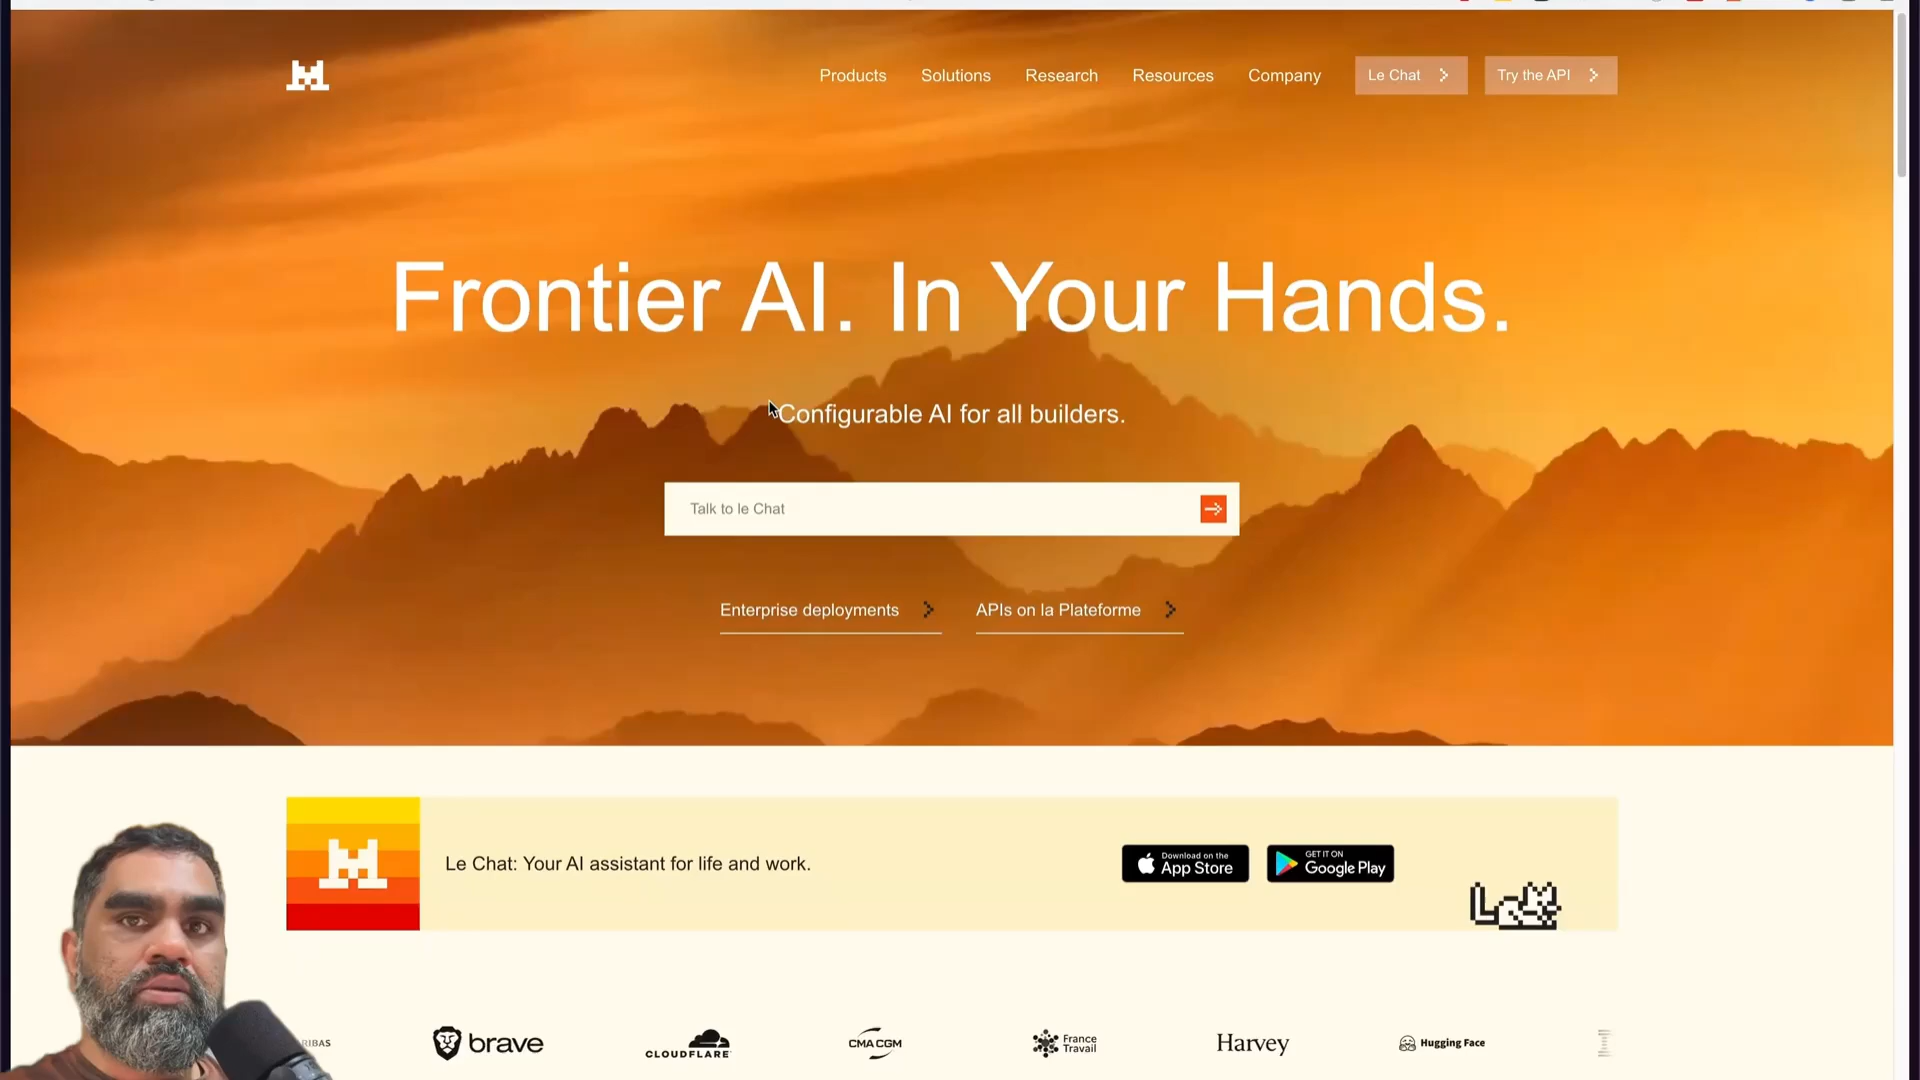 Products Solutions Research Resources Company Le Chat Try the API
Frontier AI. In Your Hands.
Configurable AI for all builders.
Talk to le Chat
Enterprise deployments APIs on la Plateforme
Le Chat: Your AI assistant for life and work.
Download on the
App Store
GET IT ON
Google Play
RIBAS brave CLOUDFLARE CMA CGM France
Travail Harvey Hugging Face